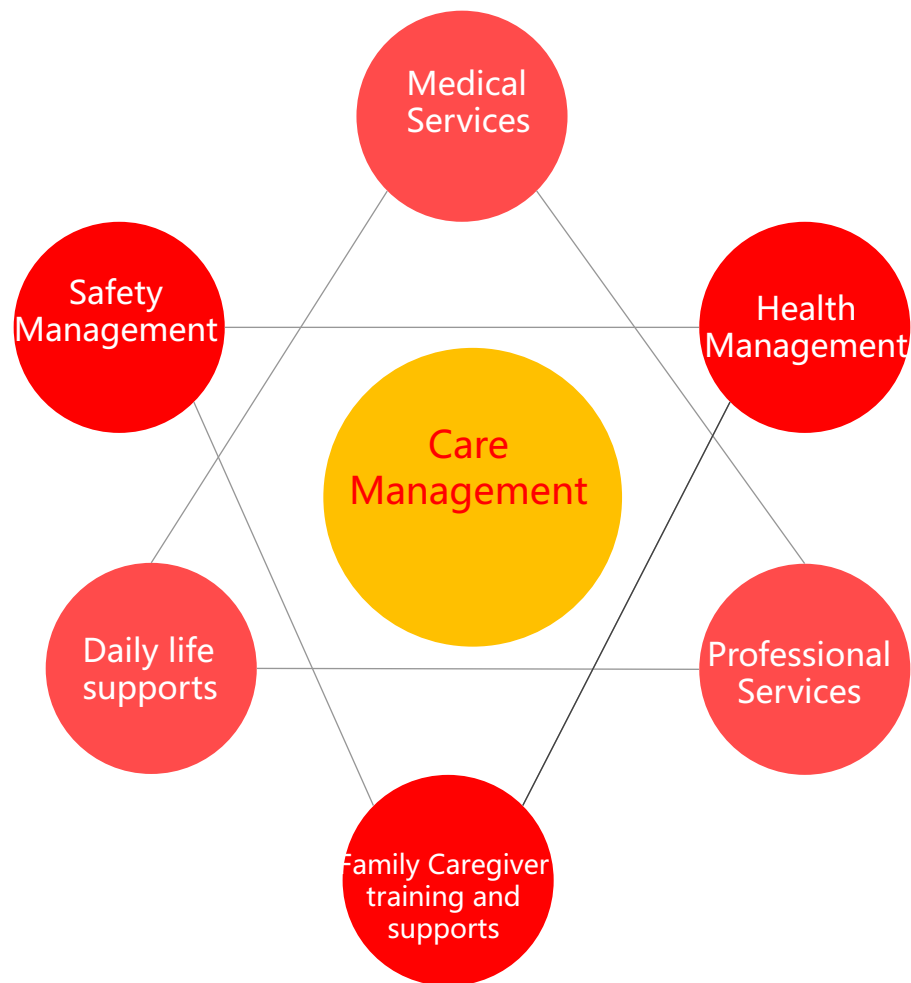 Medical
Services
Safety
Management
Health
Management
Care
Management
Daily life
supports
Professional
Services
Family Caregiver
training and
supports